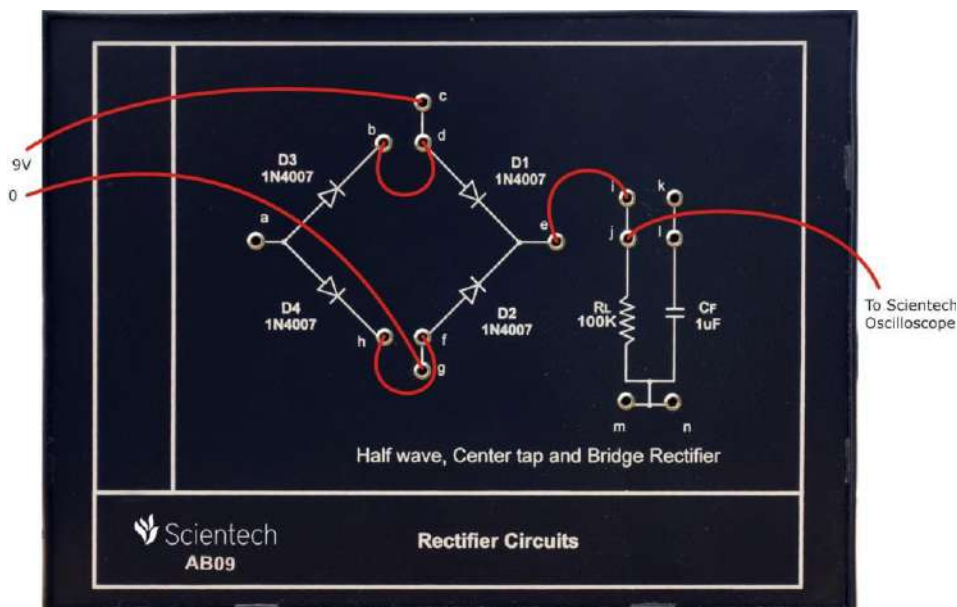 c
b
d
9V
D3
1N4007
D1
1N4007
0
i
k
a
e
j
l
To Scientech
Oscilloscope
D4
1N4007
D2
1N4007
RL
100K
CF
1uF
h
f
g
m
n
Half wave, Center tap and Bridge Rectifier
Scientech
AB09
Rectifier Circuits